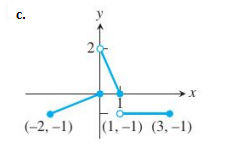 c.
y
2
x
1
(–2, –1) (1, –1) (3, –1)